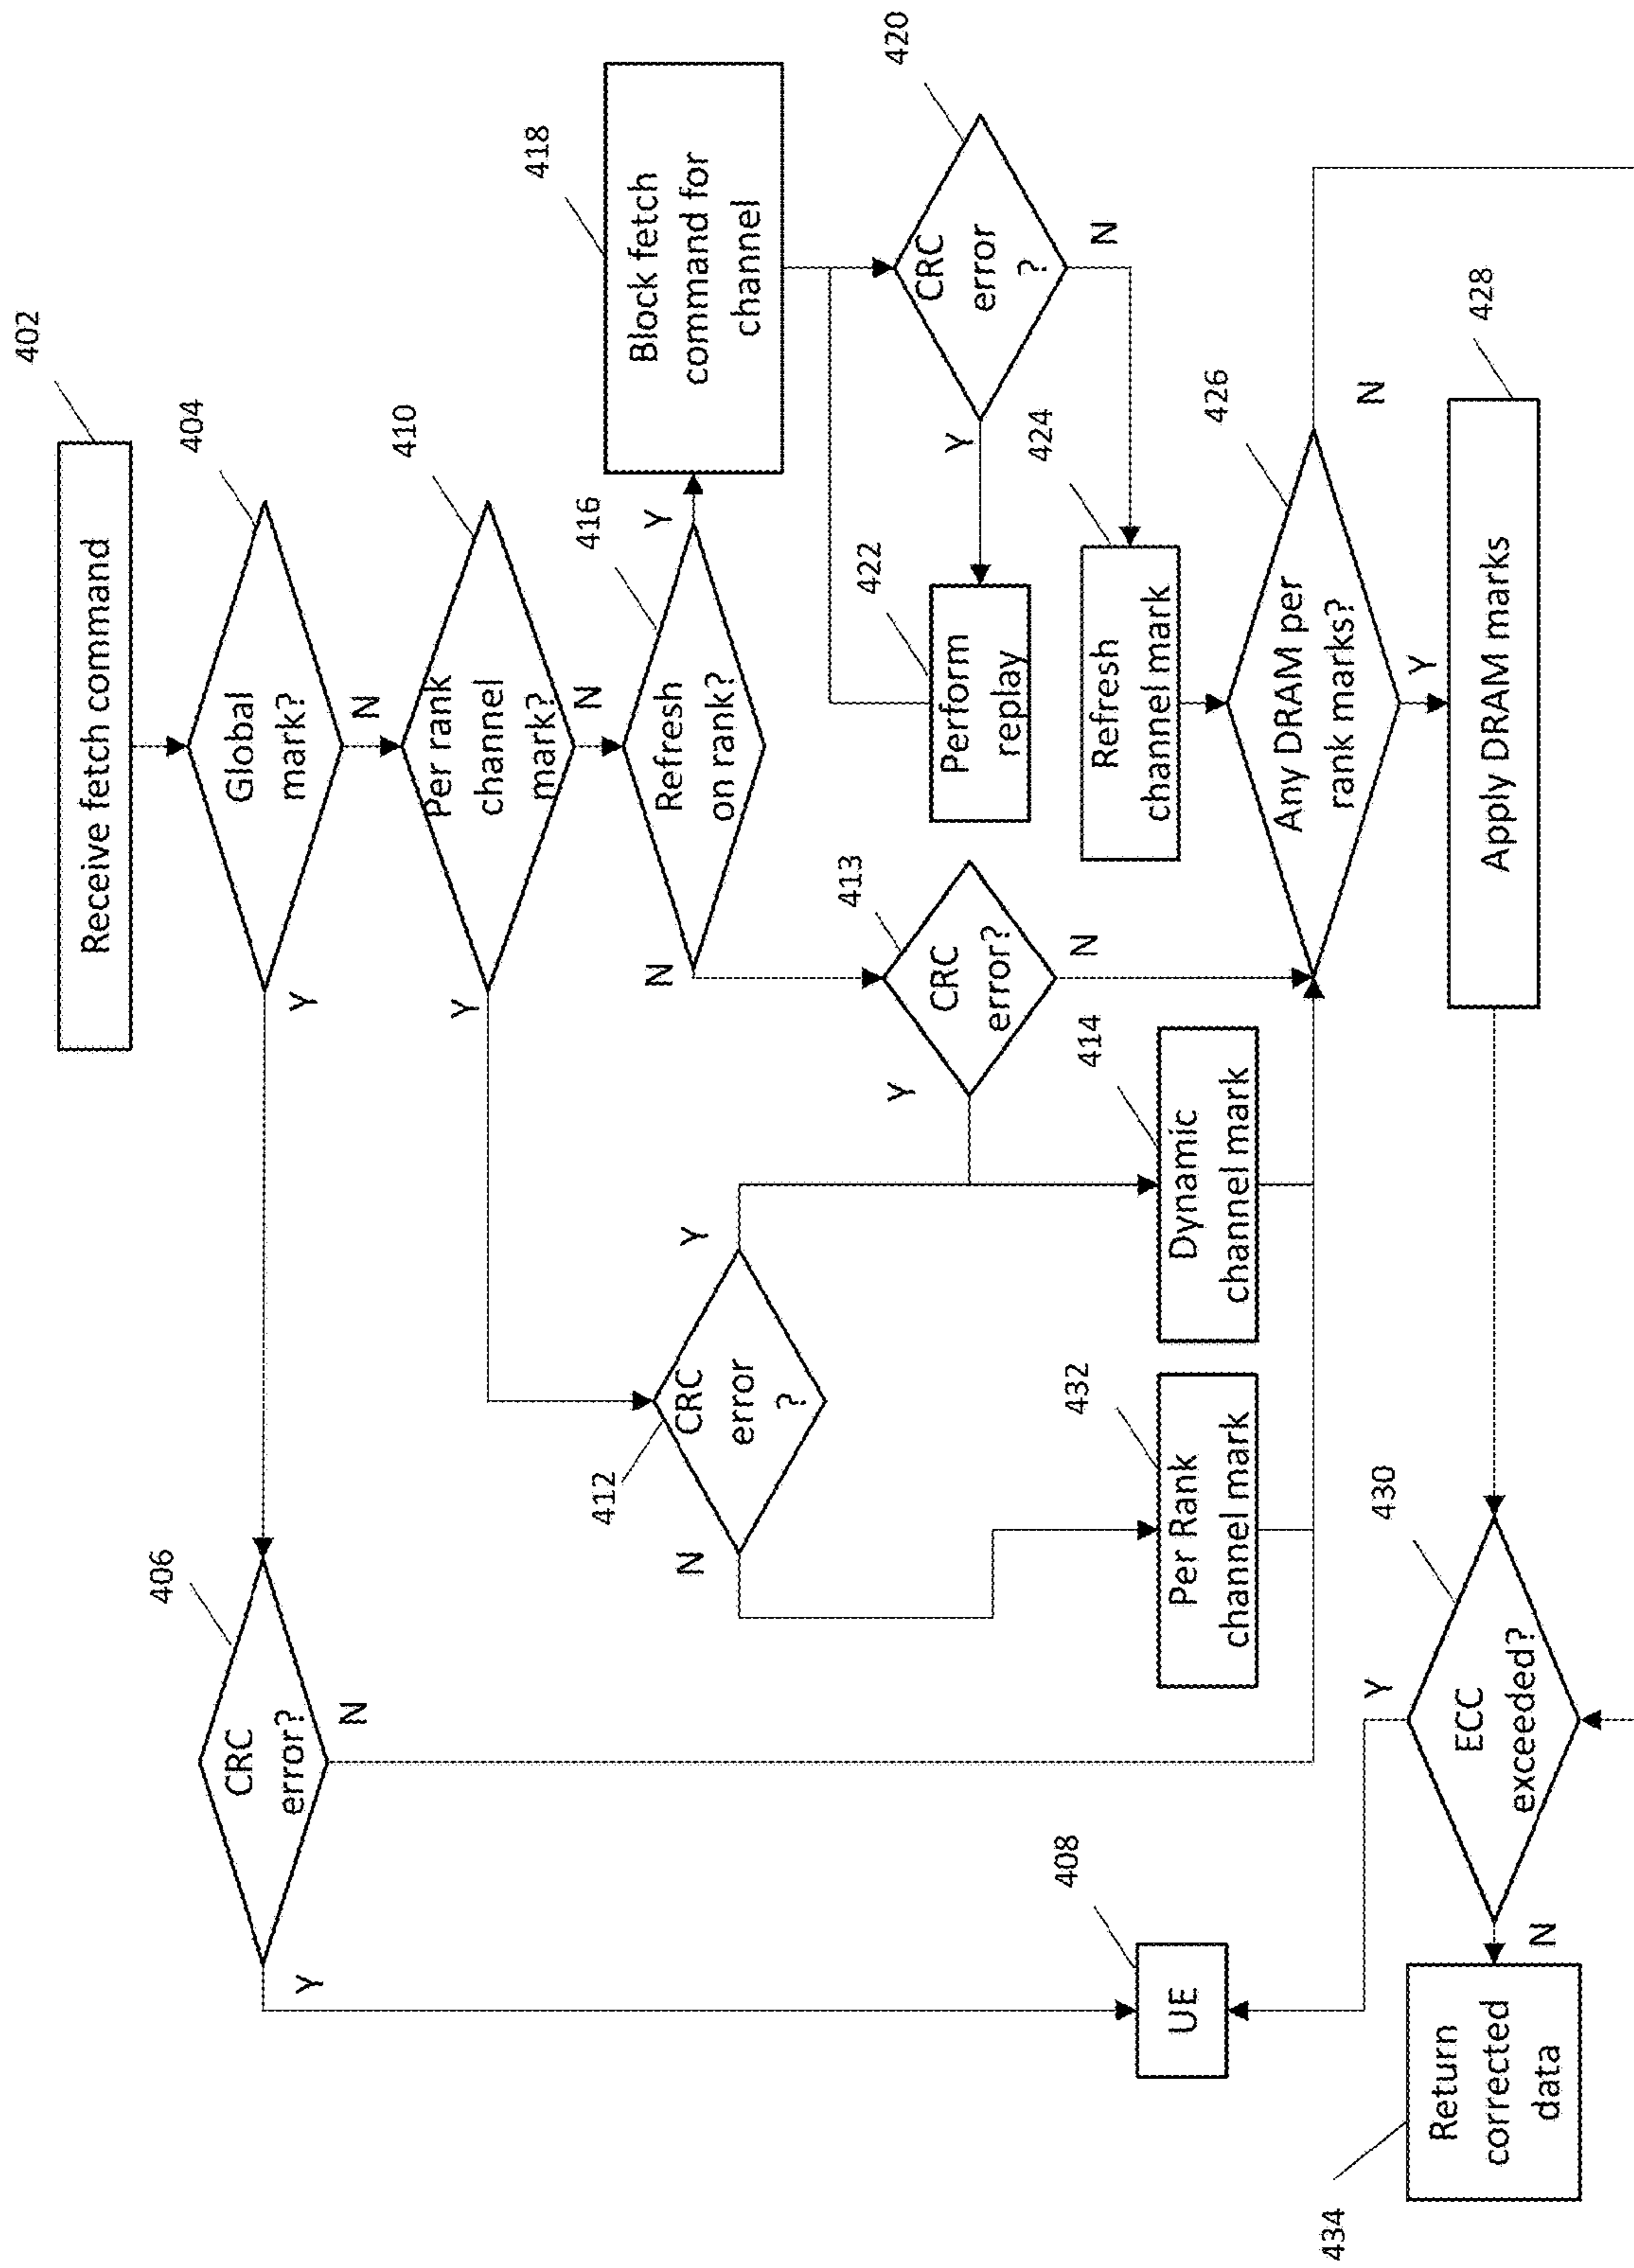 402
Receive fetch command
404
Global
mark?
Y
N
406
CRC
error?
Y
N
410
Per rank
channel
mark?
Y
N
416
Refresh
on rank?
Y
N
418
Block fetch
command for
channel
412
CRC
error
?
Y
N
413
CRC
error?
Y
N
420
CRC
error
?
Y
N
422
Perform
replay
424
Refresh
channel mark
414
Dynamic
channel mark
432
Per Rank
channel mark
408
UE
426
Any DRAM per
rank marks?
N
Y
428
Apply DRAM marks
430
ECC
exceeded?
Y
N
434
Return
corrected
data